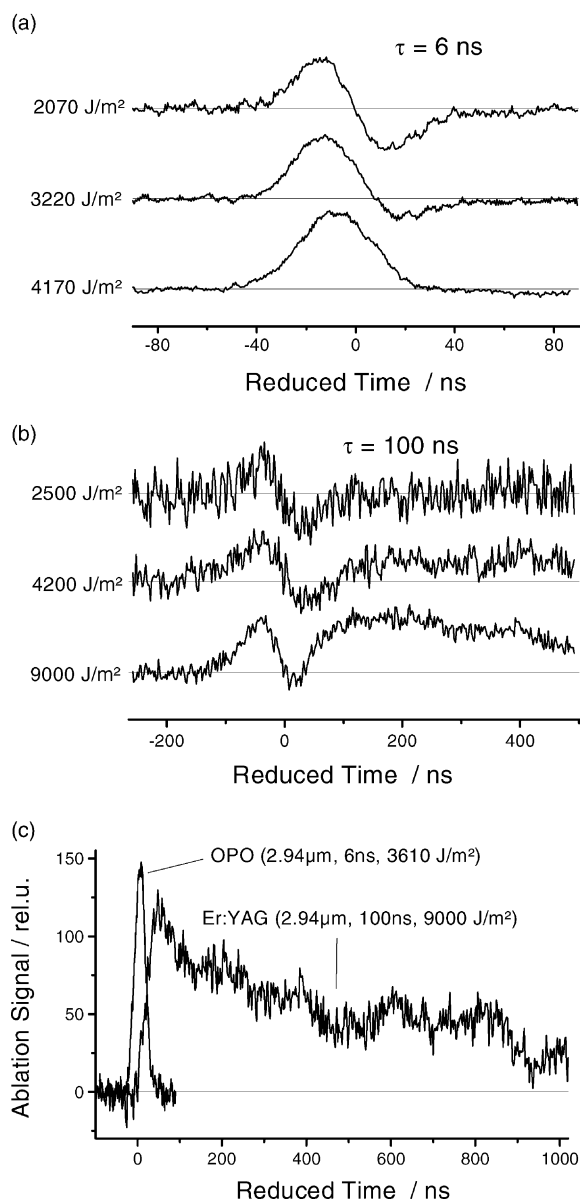 (a)
τ = 6 ns
2070 J/m²
3220 J/m²
4170 J/m²
-80 -40 0 40 80
Reduced Time / ns
(b)
τ = 100 ns
2500 J/m²
4200 J/m²
9000 J/m²
-200 0 200 400
Reduced Time / ns
(c)
150
OPO (2.94µm, 6ns, 3610 J/m²)
Er:YAG (2.94µm, 100ns, 9000 J/m²)
100
50
0
Ablation Signal / rel.u.
0 200 400 600 800 1000
Reduced Time / ns